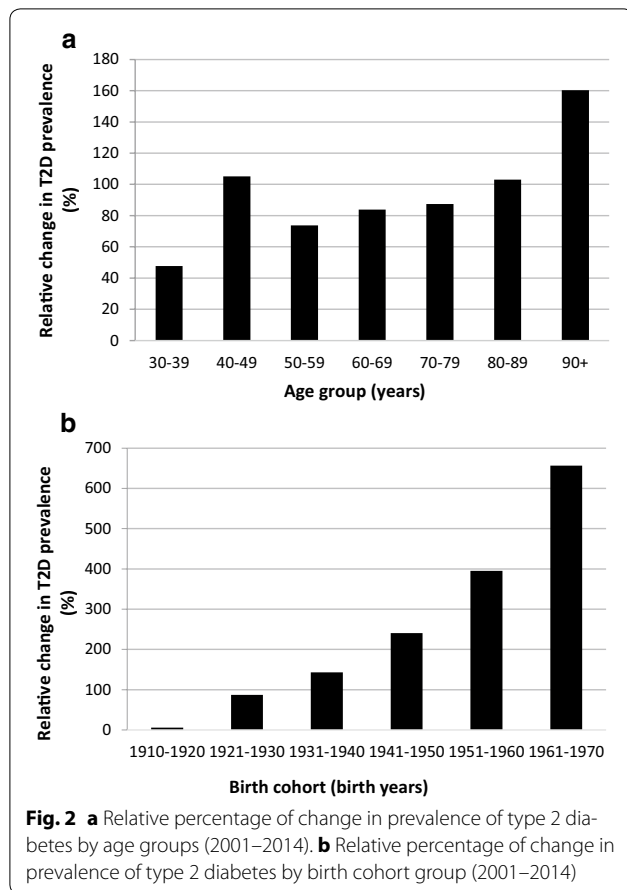 a
180
160
140
120
100
80
60
40
20
0
Relative change in T2D prevalence
(%)
30-39 40-49 50-59 60-69 70-79 80-89 90+
Age group (years)
b
700
600
500
400
300
200
100
0
Relative change in T2D prevalence
(%)
1910-1920 1921-1930 1931-1940 1941-1950 1951-1960 1961-1970
Birth cohort (birth years)
Fig. 2 a Relative percentage of change in prevalence of type 2 dia-
betes by age groups (2001–2014). b Relative percentage of change in
prevalence of type 2 diabetes by birth cohort group (2001–2014)